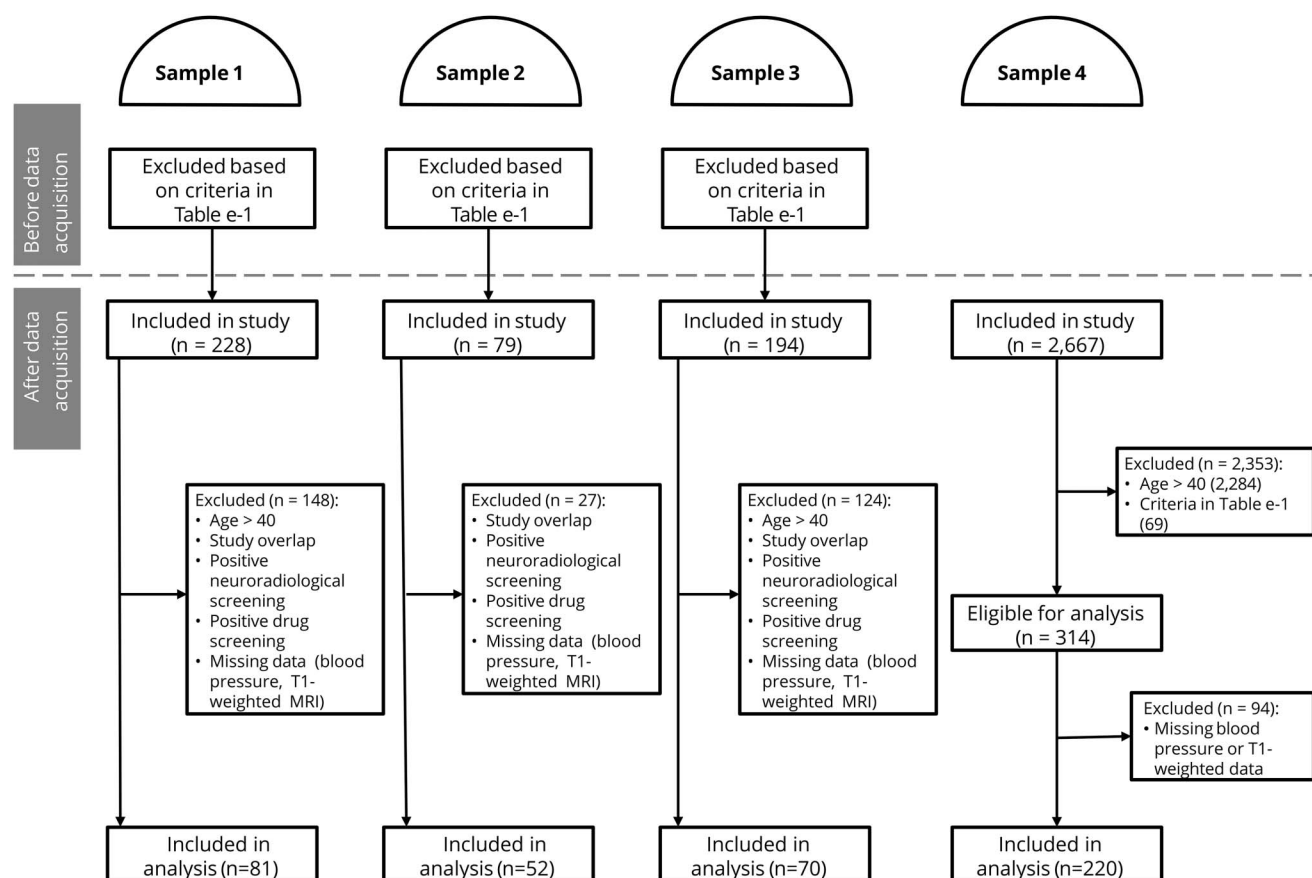 Sample 1
Sample 2
Sample 3
Sample 4
Before data
acquisition
Excluded based
on criteria in
Table e-1
Excluded based
on criteria in
Table e-1
Excluded based
on criteria in
Table e-1
After data
acquisition
Included in study
(n = 228)
Included in study
(n = 79)
Included in study
(n = 194)
Included in study
(n = 2,667)
Excluded (n = 148):
• Age > 40
• Study overlap
• Positive
neuroradiological
screening
• Positive drug
screening
• Missing data (blood
pressure, T1-
weighted MRI)
Excluded (n = 27):
• Study overlap
• Positive
neuroradiological
screening
• Positive drug
screening
• Missing data (blood
pressure, T1-
weighted MRI)
Excluded (n = 124):
• Age > 40
• Study overlap
• Positive
neuroradiological
screening
• Positive drug
screening
• Missing data (blood
pressure, T1-
weighted MRI)
Excluded (n = 2,353):
• Age > 40 (2,284)
• Criteria in Table e-1
(69)
Eligible for analysis
(n = 314)
Excluded (n = 94):
• Missing blood
pressure or T1-
weighted data
Included in
analysis (n=81)
Included in
analysis (n=52)
Included in
analysis (n=70)
Included in
analysis (n=220)